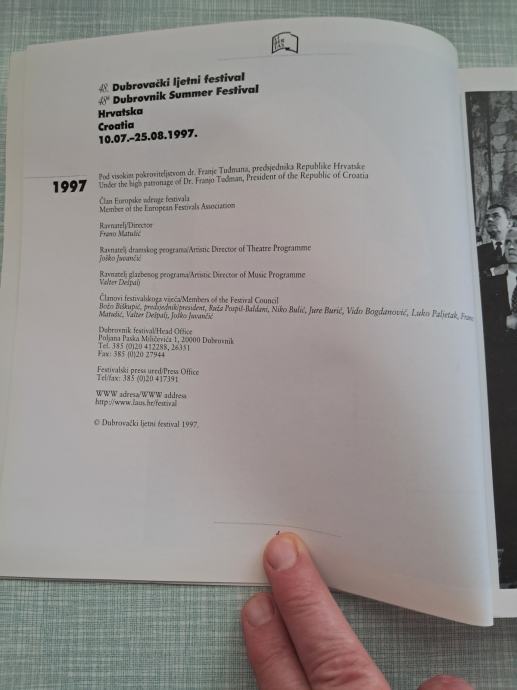 48. Dubrovački ljetni festival
48th Dubrovnik Summer Festival
Hrvatska
Croatia
10.07.–25.08.1997.
1997
Pod visokim pokroviteljstvom dr. Franje Tuđmana, predsjednika Republike Hrvatske
Under the high patronage of Dr. Franjo Tuđman, President of the Republic of Croatia
Član Europske udruge festivala
Member of the European Festivals Association
Ravnatelj/Director
Frano Matušić
Ravnatelj dramskog programa/Artistic Director of Theatre Programme
Joško Juvančić
Ravnatelj glazbenog programa/Artistic Director of Music Programme
Valter Dešpalj
Članovi festivalskoga vijeća/Members of the Festival Council
Božo Biškupić, predsjednik/president, Ruža Pospiš-Baldani, Niko Bulić, Jure Burić, Vido Bogdanović, Luko Paljetak, Frano
Matušić, Valter Dešpalj, Joško Juvančić
Dubrovnik festival/Head Office
Poljana Paska Miličevića 1, 20000 Dubrovnik
Tel. 385 (0)20 412288, 26351
Fax: 385 (0)20 27944
Festivalski press ured/Press Office
Tel/fax: 385 (0)20 417391
WWW adresa/WWW address
http://www.laus.hr/festival
© Dubrovački ljetni festival 1997.